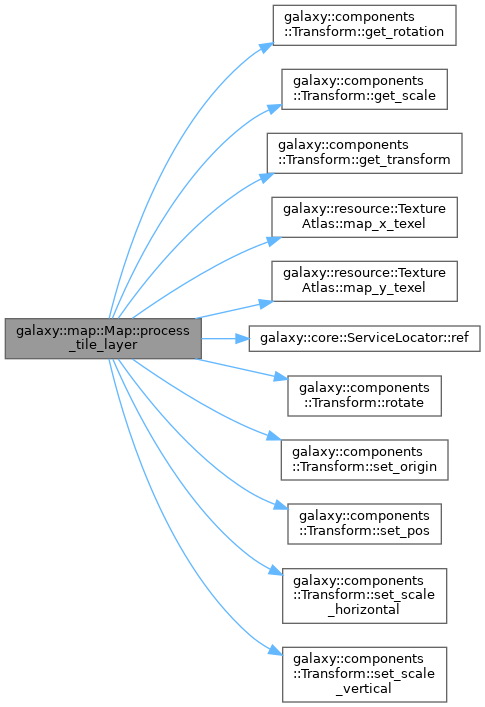 galaxy::components
::Transform::get_rotation
galaxy::components
::Transform::get_scale
galaxy::components
::Transform::get_transform
galaxy::resource::Texture
Atlas::map_x_texel
galaxy::resource::Texture
Atlas::map_y_texel
galaxy::map::Map::process
_tile_layer
galaxy::core::ServiceLocator::ref
galaxy::components
::Transform::rotate
galaxy::components
::Transform::set_origin
galaxy::components
::Transform::set_pos
galaxy::components
::Transform::set_scale
_horizontal
galaxy::components
::Transform::set_scale
_vertical